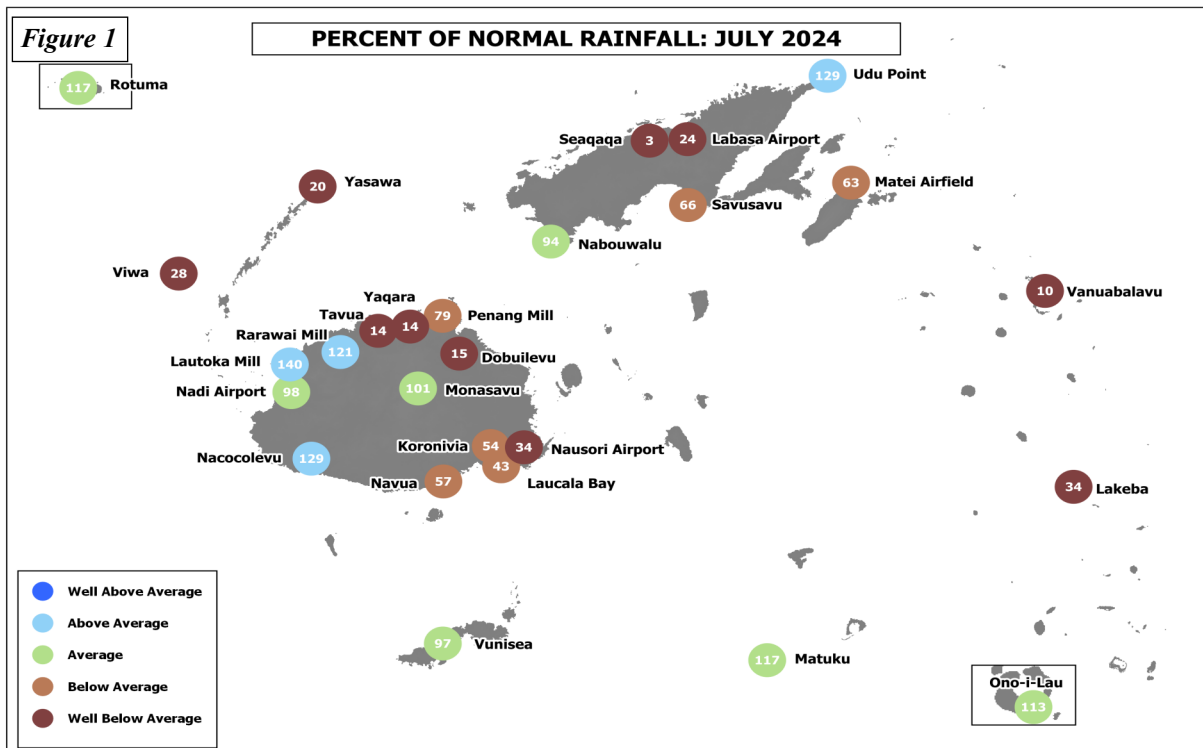 Figure 1
PERCENT OF NORMAL RAINFALL: JULY 2024
117 Rotuma
129 Udu Point
Seaqaqa 3 24 Labasa Airport
20 Yasawa
63 Matei Airfield
66 Savusavu
94 Nabouwalu
Viwa 28
10 Vanuabalavu
Yaqara
Tavua 14 14 79 Penang Mill
Rarawai Mill 121
15 Dobuilevu
Lautoka Mill 140
Nadi Airport 98
101 Monasavu
Koronivia 54 34 Nausori Airport
Nacocolevu 129
43 Laucala Bay
Navua 57
34 Lakeba
97 Vunisea
117 Matuku
Ono-i-Lau
113
Well Above Average
Above Average
Average
Below Average
Well Below Average